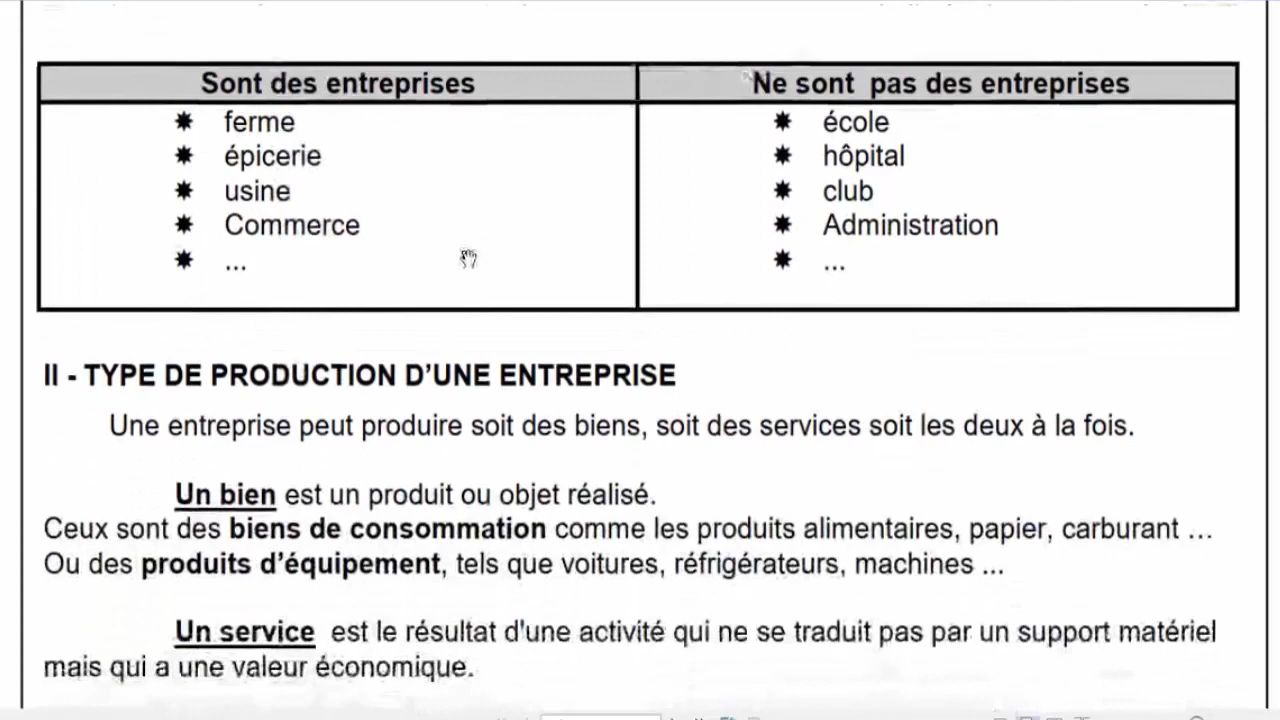 Sont des entreprises
Ne sont pas des entreprises
ferme
épicerie
usine
Commerce
...
école
hôpital
club
Administration
...
II - TYPE DE PRODUCTION D’UNE ENTREPRISE
Une entreprise peut produire soit des biens, soit des services soit les deux à la fois.
Un bien est un produit ou objet réalisé.
Ceux sont des biens de consommation comme les produits alimentaires, papier, carburant …
Ou des produits d’équipement, tels que voitures, réfrigérateurs, machines ...
Un service est le résultat d'une activité qui ne se traduit pas par un support matériel
mais qui a une valeur économique.